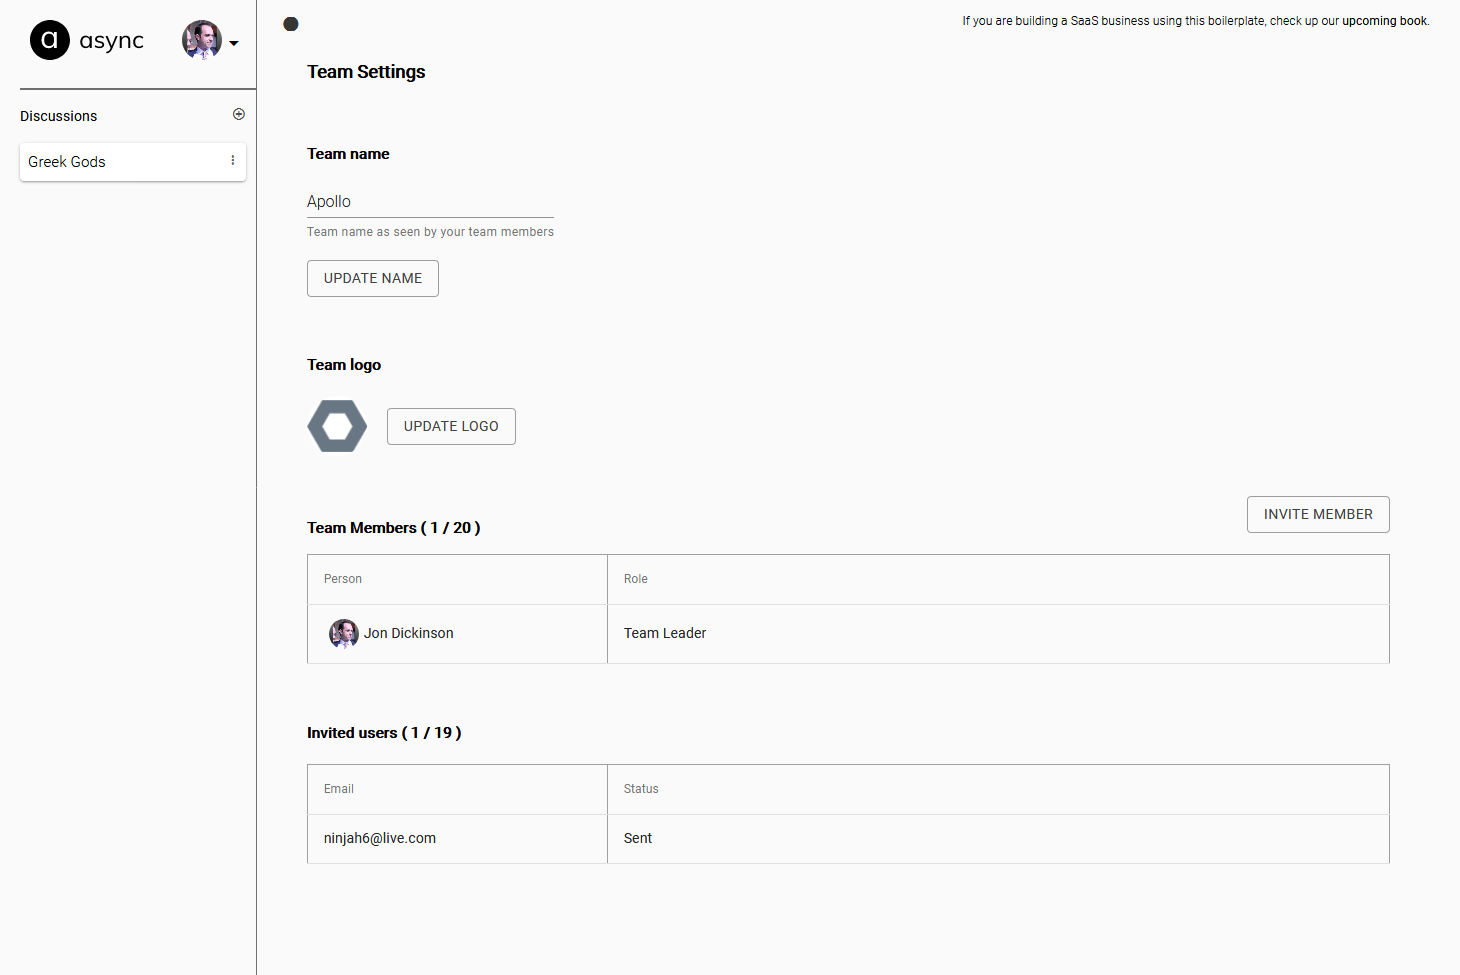 a async
If you are building a SaaS business using this boilerplate, check up our upcoming book.
Discussions
Greek Gods
Team Settings
Team name
Apollo
Team name as seen by your team members
UPDATE NAME
Team logo
UPDATE LOGO
INVITE MEMBER
Team Members ( 1 / 20 )
Person Role
Jon Dickinson Team Leader
Invited users ( 1 / 19 )
Email Status
ninjah6@live.com Sent